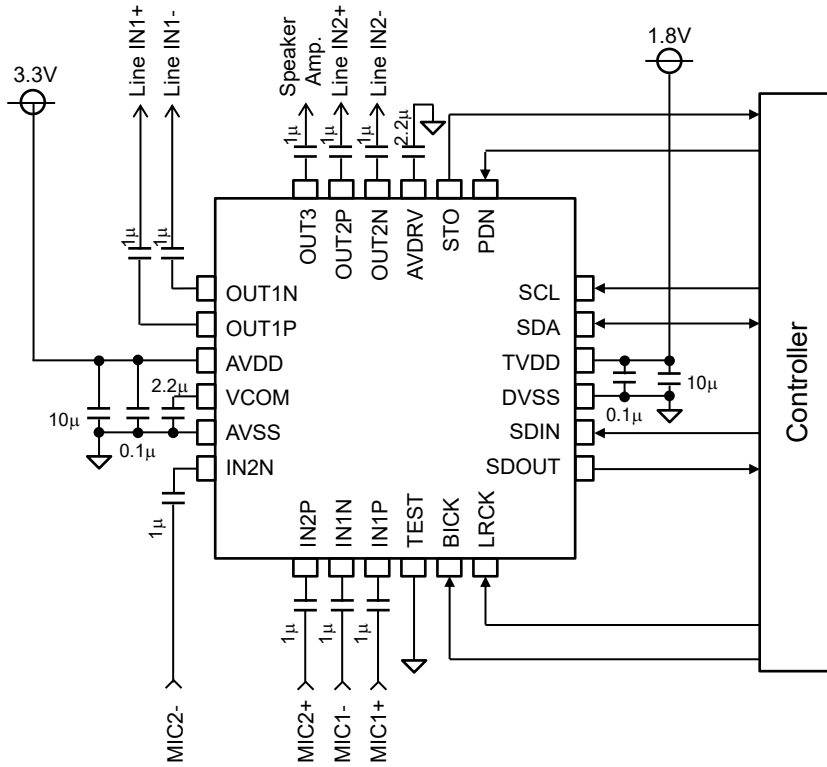 Line IN1+
Line IN1-
Speaker
Amp.
Line IN2+
Line IN2-
1.8V
3.3V
1μ
1μ
1μ
2.2μ
1μ
1μ
OUT3
OUT2P
OUT2N
AVDRV
STO
PDN
OUT1N
OUT1P
AVDD
VCOM
AVSS
IN2N
2.2μ
10μ
0.1μ
SCL
SDA
TVDD
DVSS
SDIN
SDOUT
10μ
0.1μ
Controller
IN2P
IN1N
IN1P
TEST
BICK
LRCK
1μ
1μ
1μ
1μ
MIC2-
MIC2+
MIC1-
MIC1+